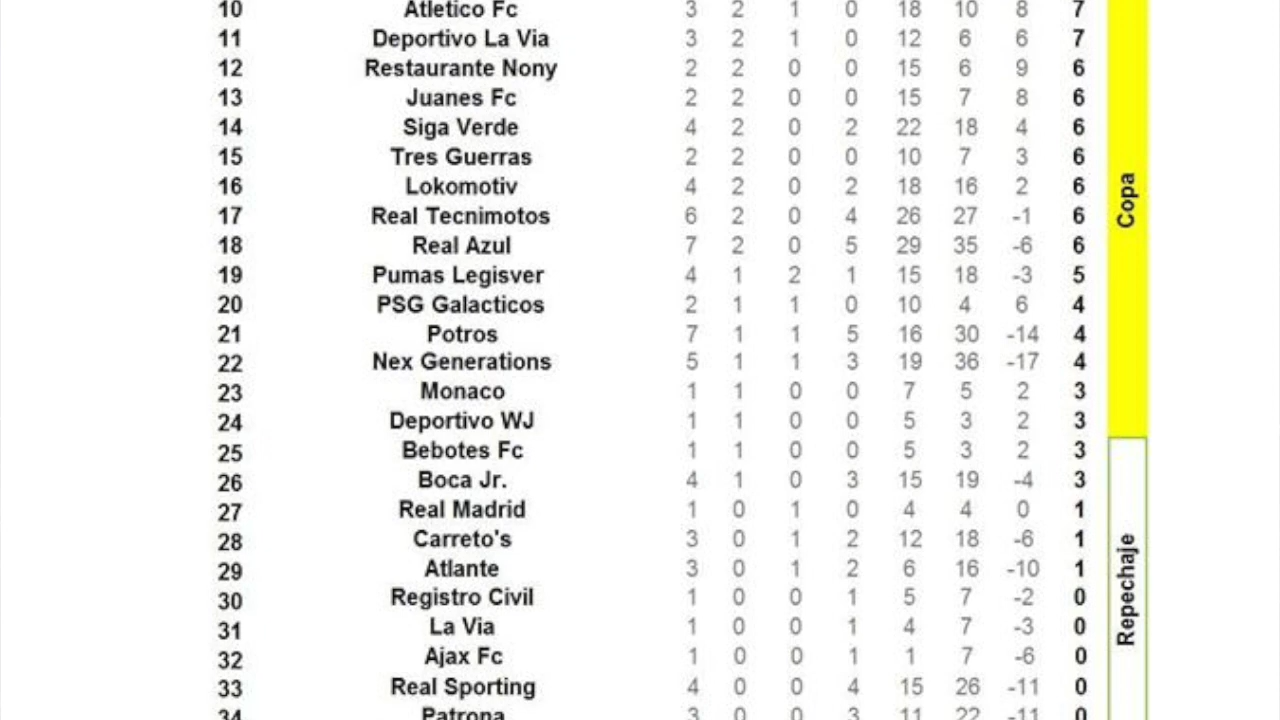 10 Atletico Fc 3 2 1 0 18 10 8 7
11 Deportivo La Via 3 2 1 0 12 6 6 7
12 Restaurante Nony 2 2 0 0 15 6 9 6
13 Juanes Fc 2 2 0 0 15 7 8 6
14 Siga Verde 4 2 0 2 22 18 4 6
15 Tres Guerras 2 2 0 0 10 7 3 6
16 Lokomotiv 4 2 0 2 18 16 2 6
17 Real Tecnimotos 6 2 0 4 26 27 -1 6
18 Real Azul 7 2 0 5 29 35 -6 6
19 Pumas Legisver 4 1 2 1 15 18 -3 5
20 PSG Galacticos 2 1 1 0 10 4 6 4
21 Potros 7 1 1 5 16 30 -14 4
22 Nex Generations 5 1 1 3 19 36 -17 4
23 Monaco 1 1 0 0 7 5 2 3
24 Deportivo WJ 1 1 0 0 5 3 2 3
Copa
25 Bebotes Fc 1 1 0 0 5 3 2 3
26 Boca Jr. 4 1 0 3 15 19 -4 3
27 Real Madrid 1 0 1 0 4 4 0 1
28 Carreto's 3 0 1 2 12 18 -6 1
29 Atlante 3 0 1 2 6 16 -10 1
30 Registro Civil 1 0 0 1 5 7 -2 0
31 La Via 1 0 0 1 4 7 -3 0
32 Ajax Fc 1 0 0 1 1 7 -6 0
33 Real Sporting 4 0 0 4 15 26 -11 0
34 Patrona 3 0 0 3 11 22 -11 0
Repechaje